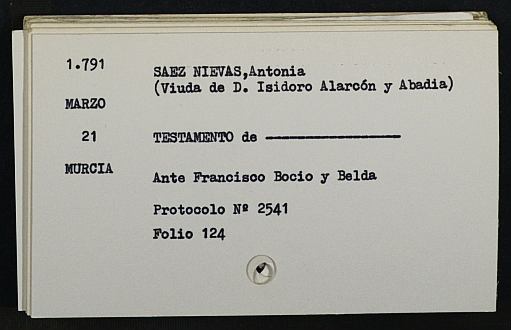 1.791
SAEZ NIEVAS,Antonia
(Viuda de D. Isidoro Alarcón y Abadia)
MARZO
21
TESTAMENTO de ------------------
MURCIA
Ante Francisco Bocio y Belda
Protocolo Nº 2541
Folio 124